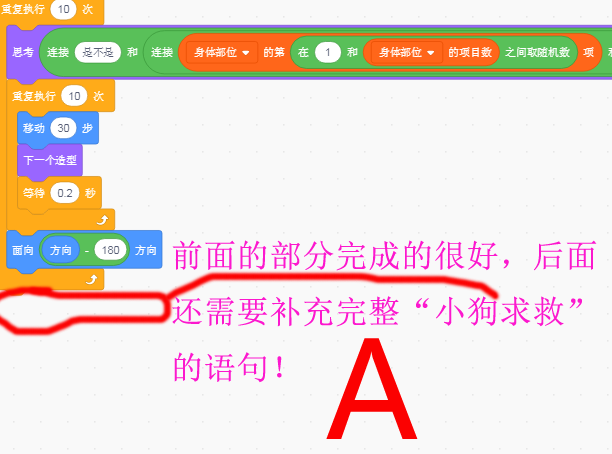 重复执行 10 次
思考 连接 是不是 和 连接 身体部位 的第 在 1 和 身体部位 的项目数 之间取随机数 项
重复执行 10 次
移动 30 步
下一个造型
等待 0.2 秒
面向 方向 - 180 方向
前面的部分完成的很好，后面
还需要补充完整“小狗求救”
的语句！
A